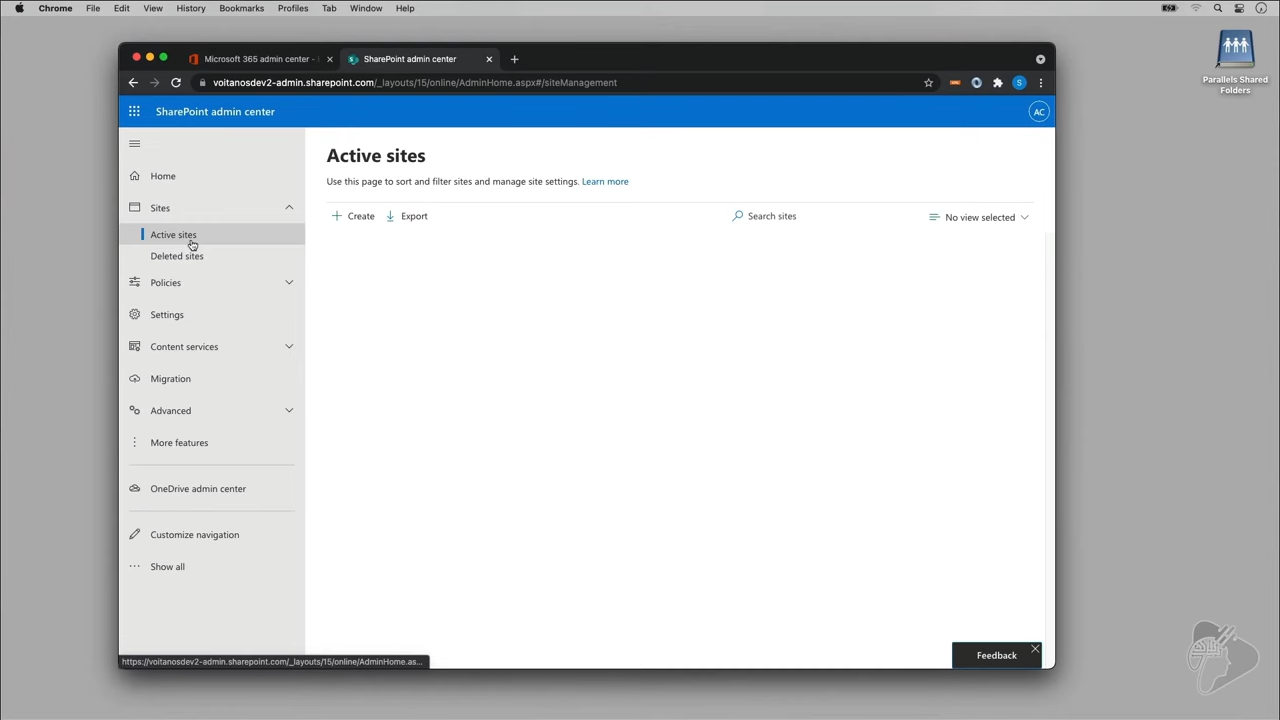 Chrome File Edit View History Bookmarks Profiles Tab Window Help
Parallels Shared
Folders
Microsoft 365 admin center -
SharePoint admin center
voitanosdev2-admin.sharepoint.com/_layouts/15/online/AdminHome.aspx#/siteManagement
S
SharePoint admin center
AC
Home
Sites
Active sites
Deleted sites
Policies
Settings
Content services
Migration
Advanced
More features
OneDrive admin center
Customize navigation
Show all
Active sites
Use this page to sort and filter sites and manage site settings. Learn more
Create Export Search sites No view selected
https://voitanosdev2-admin.sharepoint.com/_layouts/15/online/AdminHome.as...
Feedback